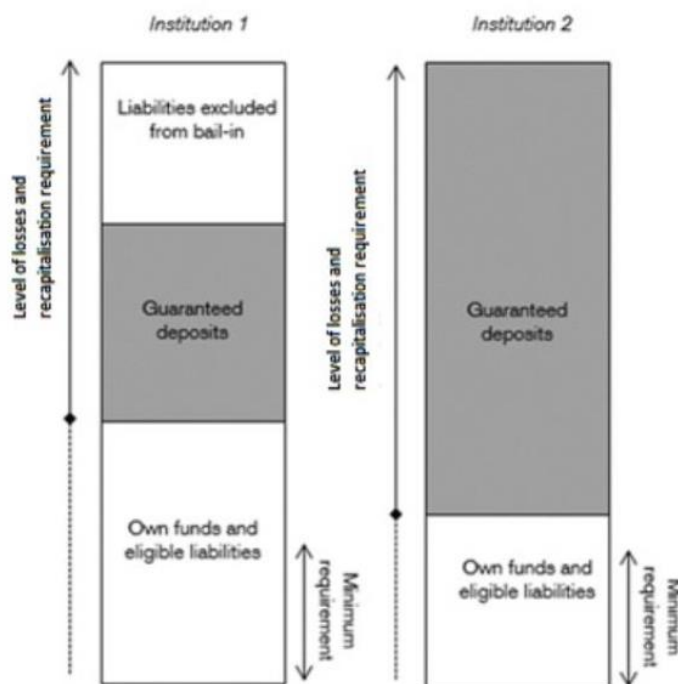 Institution 1
Institution 2
Level of losses and
recapitalisation requirement
Liabilities excluded
from bail-in
Guaranteed
deposits
Own funds and
eligible liabilities
Minimum
requirement
Level of losses and
recapitalisation requirement
Guaranteed
deposits
Own funds and
eligible liabilities
Minimum
requirement